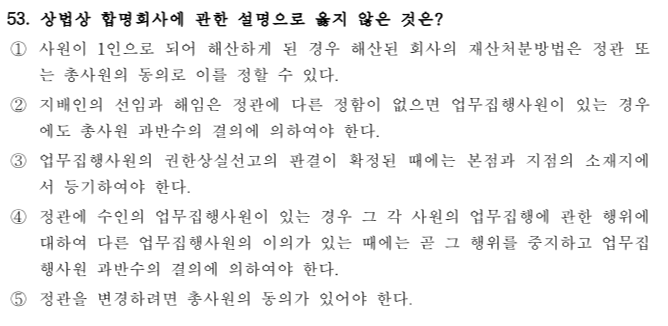 53. 상법상 합명회사에 관한 설명으로 옳지 않은 것은?
① 사원이 1인으로 되어 해산하게 된 경우 해산된 회사의 재산처분방법은 정관 또
는 총사원의 동의로 이를 정할 수 있다.
② 지배인의 선임과 해임은 정관에 다른 정함이 없으면 업무집행사원이 있는 경우
에도 총사원 과반수의 결의에 의하여야 한다.
③ 업무집행사원의 권한상실선고의 판결이 확정된 때에는 본점과 지점의 소재지에
서 등기하여야 한다.
④ 정관에 수인의 업무집행사원이 있는 경우 그 각 사원의 업무집행에 관한 행위에
대하여 다른 업무집행사원의 이의가 있는 때에는 곧 그 행위를 중지하고 업무집
행사원 과반수의 결의에 의하여야 한다.
⑤ 정관을 변경하려면 총사원의 동의가 있어야 한다.